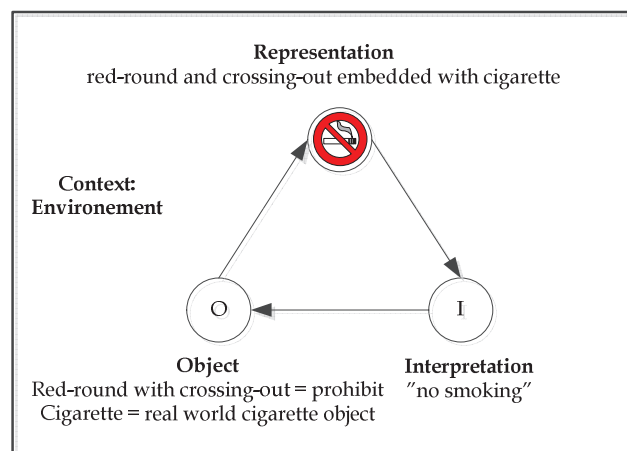 Representation
red-round and crossing-out embedded with cigarette
Context:
Environement
O
I
Object
Red-round with crossing-out = prohibit
Cigarette = real world cigarette object
Interpretation
”no smoking”